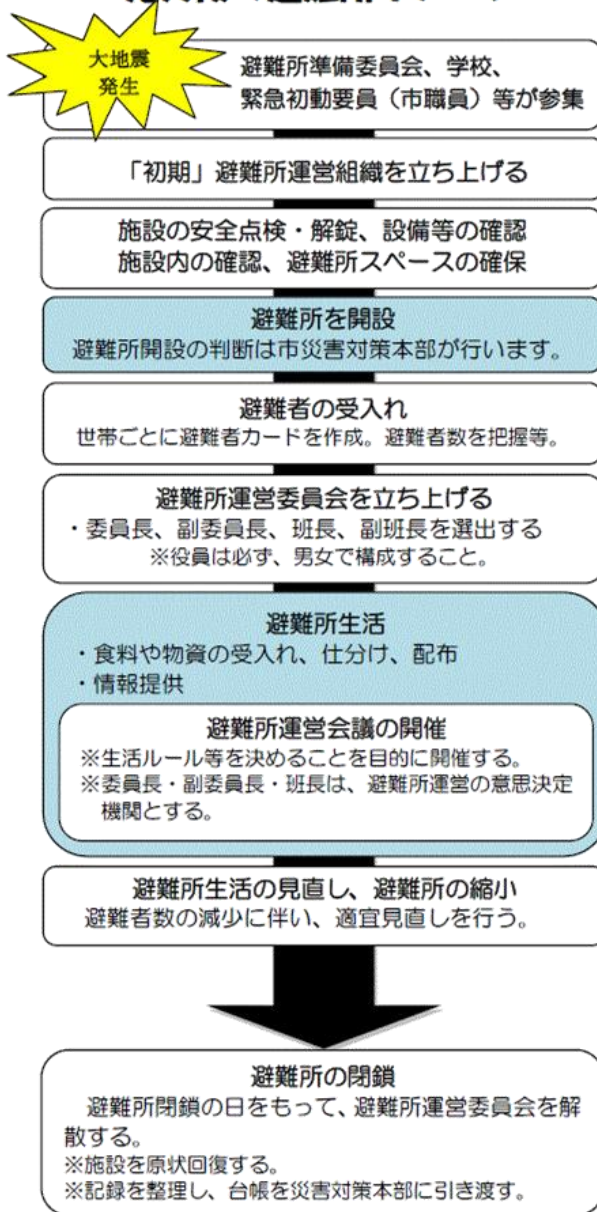 大地震
発生
避難所準備委員会、学校、
緊急初動要員（市職員）等が参集
「初期」避難所運営組織を立ち上げる
施設の安全点検・解錠、設備等の確認
施設内の確認、避難所スペースの確保
避難所を開設
避難所開設の判断は市災害対策本部が行います。
避難者の受入れ
世帯ごとに避難者カードを作成。避難者数を把握等。
避難所運営委員会を立ち上げる
・委員長、副委員長、班長、副班長を選出する
※役員は必ず、男女で構成すること。
避難所生活
・食料や物資の受入れ、仕分け、配布
・情報提供
避難所運営会議の開催
※生活ルール等を決めることを目的に開催する。
※委員長・副委員長・班長は、避難所運営の意思決定
機関とする。
避難所生活の見直し、避難所の縮小
避難者数の減少に伴い、適宜見直しを行う。
避難所の閉鎖
避難所閉鎖の日をもって、避難所運営委員会を解
散する。
※施設を原状回復する。
※記録を整理し、台帳を災害対策本部に引き渡す。